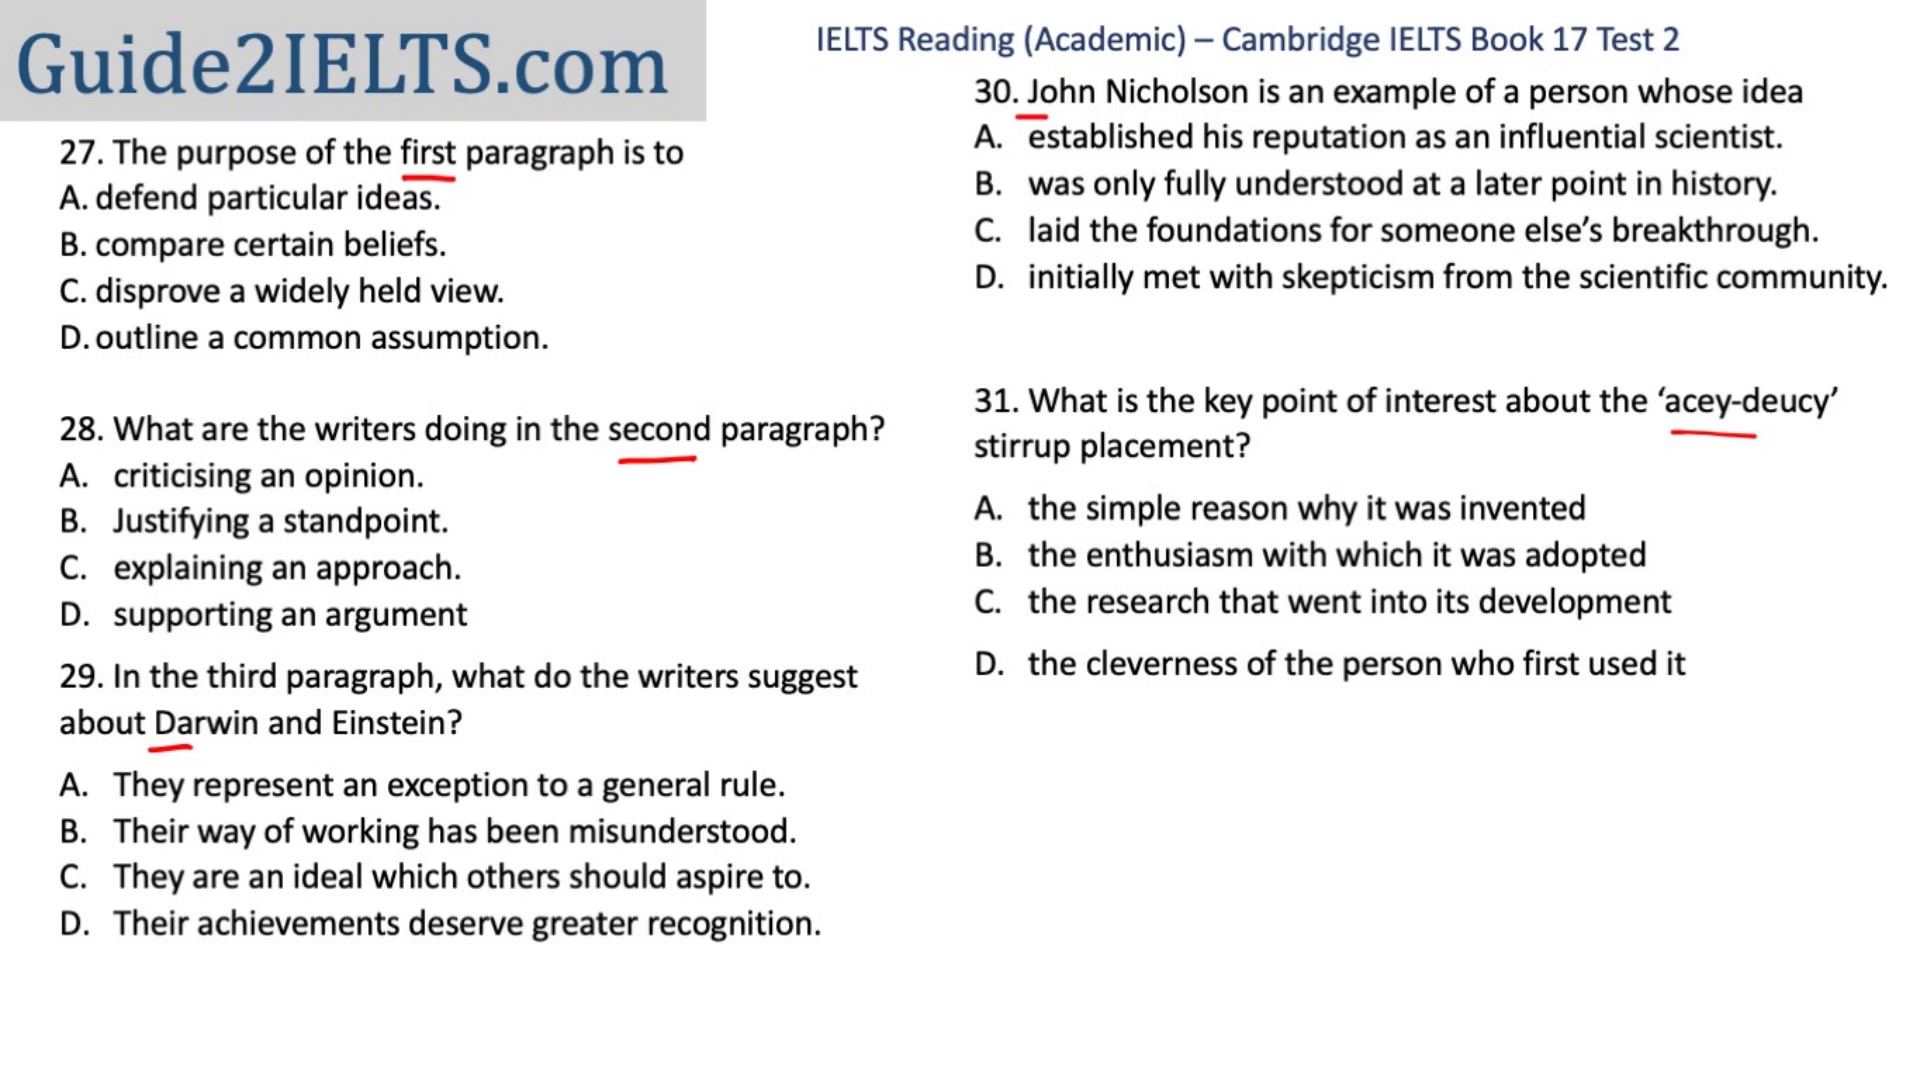 Guide2IELTS.com
IELTS Reading (Academic) – Cambridge IELTS Book 17 Test 2
27. The purpose of the first paragraph is to
A. defend particular ideas.
B. compare certain beliefs.
C. disprove a widely held view.
D. outline a common assumption.
28. What are the writers doing in the second paragraph?
A. criticising an opinion.
B. Justifying a standpoint.
C. explaining an approach.
D. supporting an argument
29. In the third paragraph, what do the writers suggest
about Darwin and Einstein?
A. They represent an exception to a general rule.
B. Their way of working has been misunderstood.
C. They are an ideal which others should aspire to.
D. Their achievements deserve greater recognition.
30. John Nicholson is an example of a person whose idea
A. established his reputation as an influential scientist.
B. was only fully understood at a later point in history.
C. laid the foundations for someone else’s breakthrough.
D. initially met with skepticism from the scientific community.
31. What is the key point of interest about the ‘acey-deucy’
stirrup placement?
A. the simple reason why it was invented
B. the enthusiasm with which it was adopted
C. the research that went into its development
D. the cleverness of the person who first used it